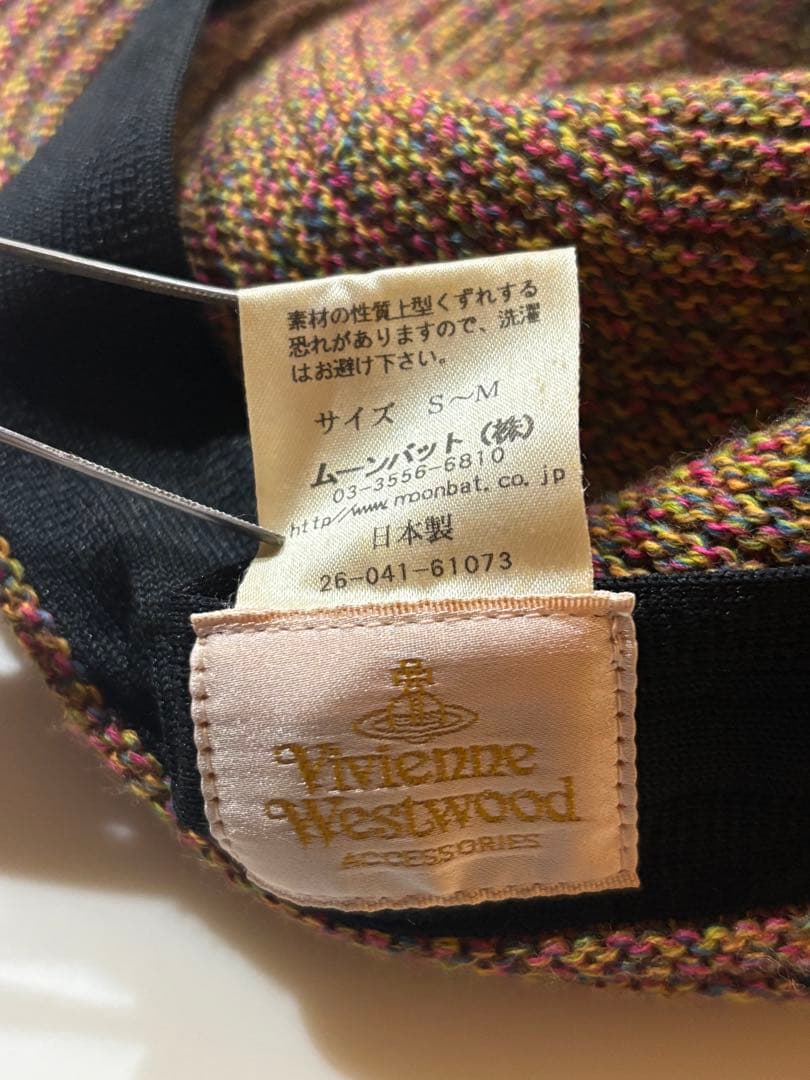 素材の性質上型くずれする
恐れがありますので、洗濯
はお避け下さい。
サイズ S～M
ムーンバット(株)
03-3556-6810
http://www.moonbat.co.jp
日本製
26-041-61073
Vivienne
Westwood
ACCESSORIES